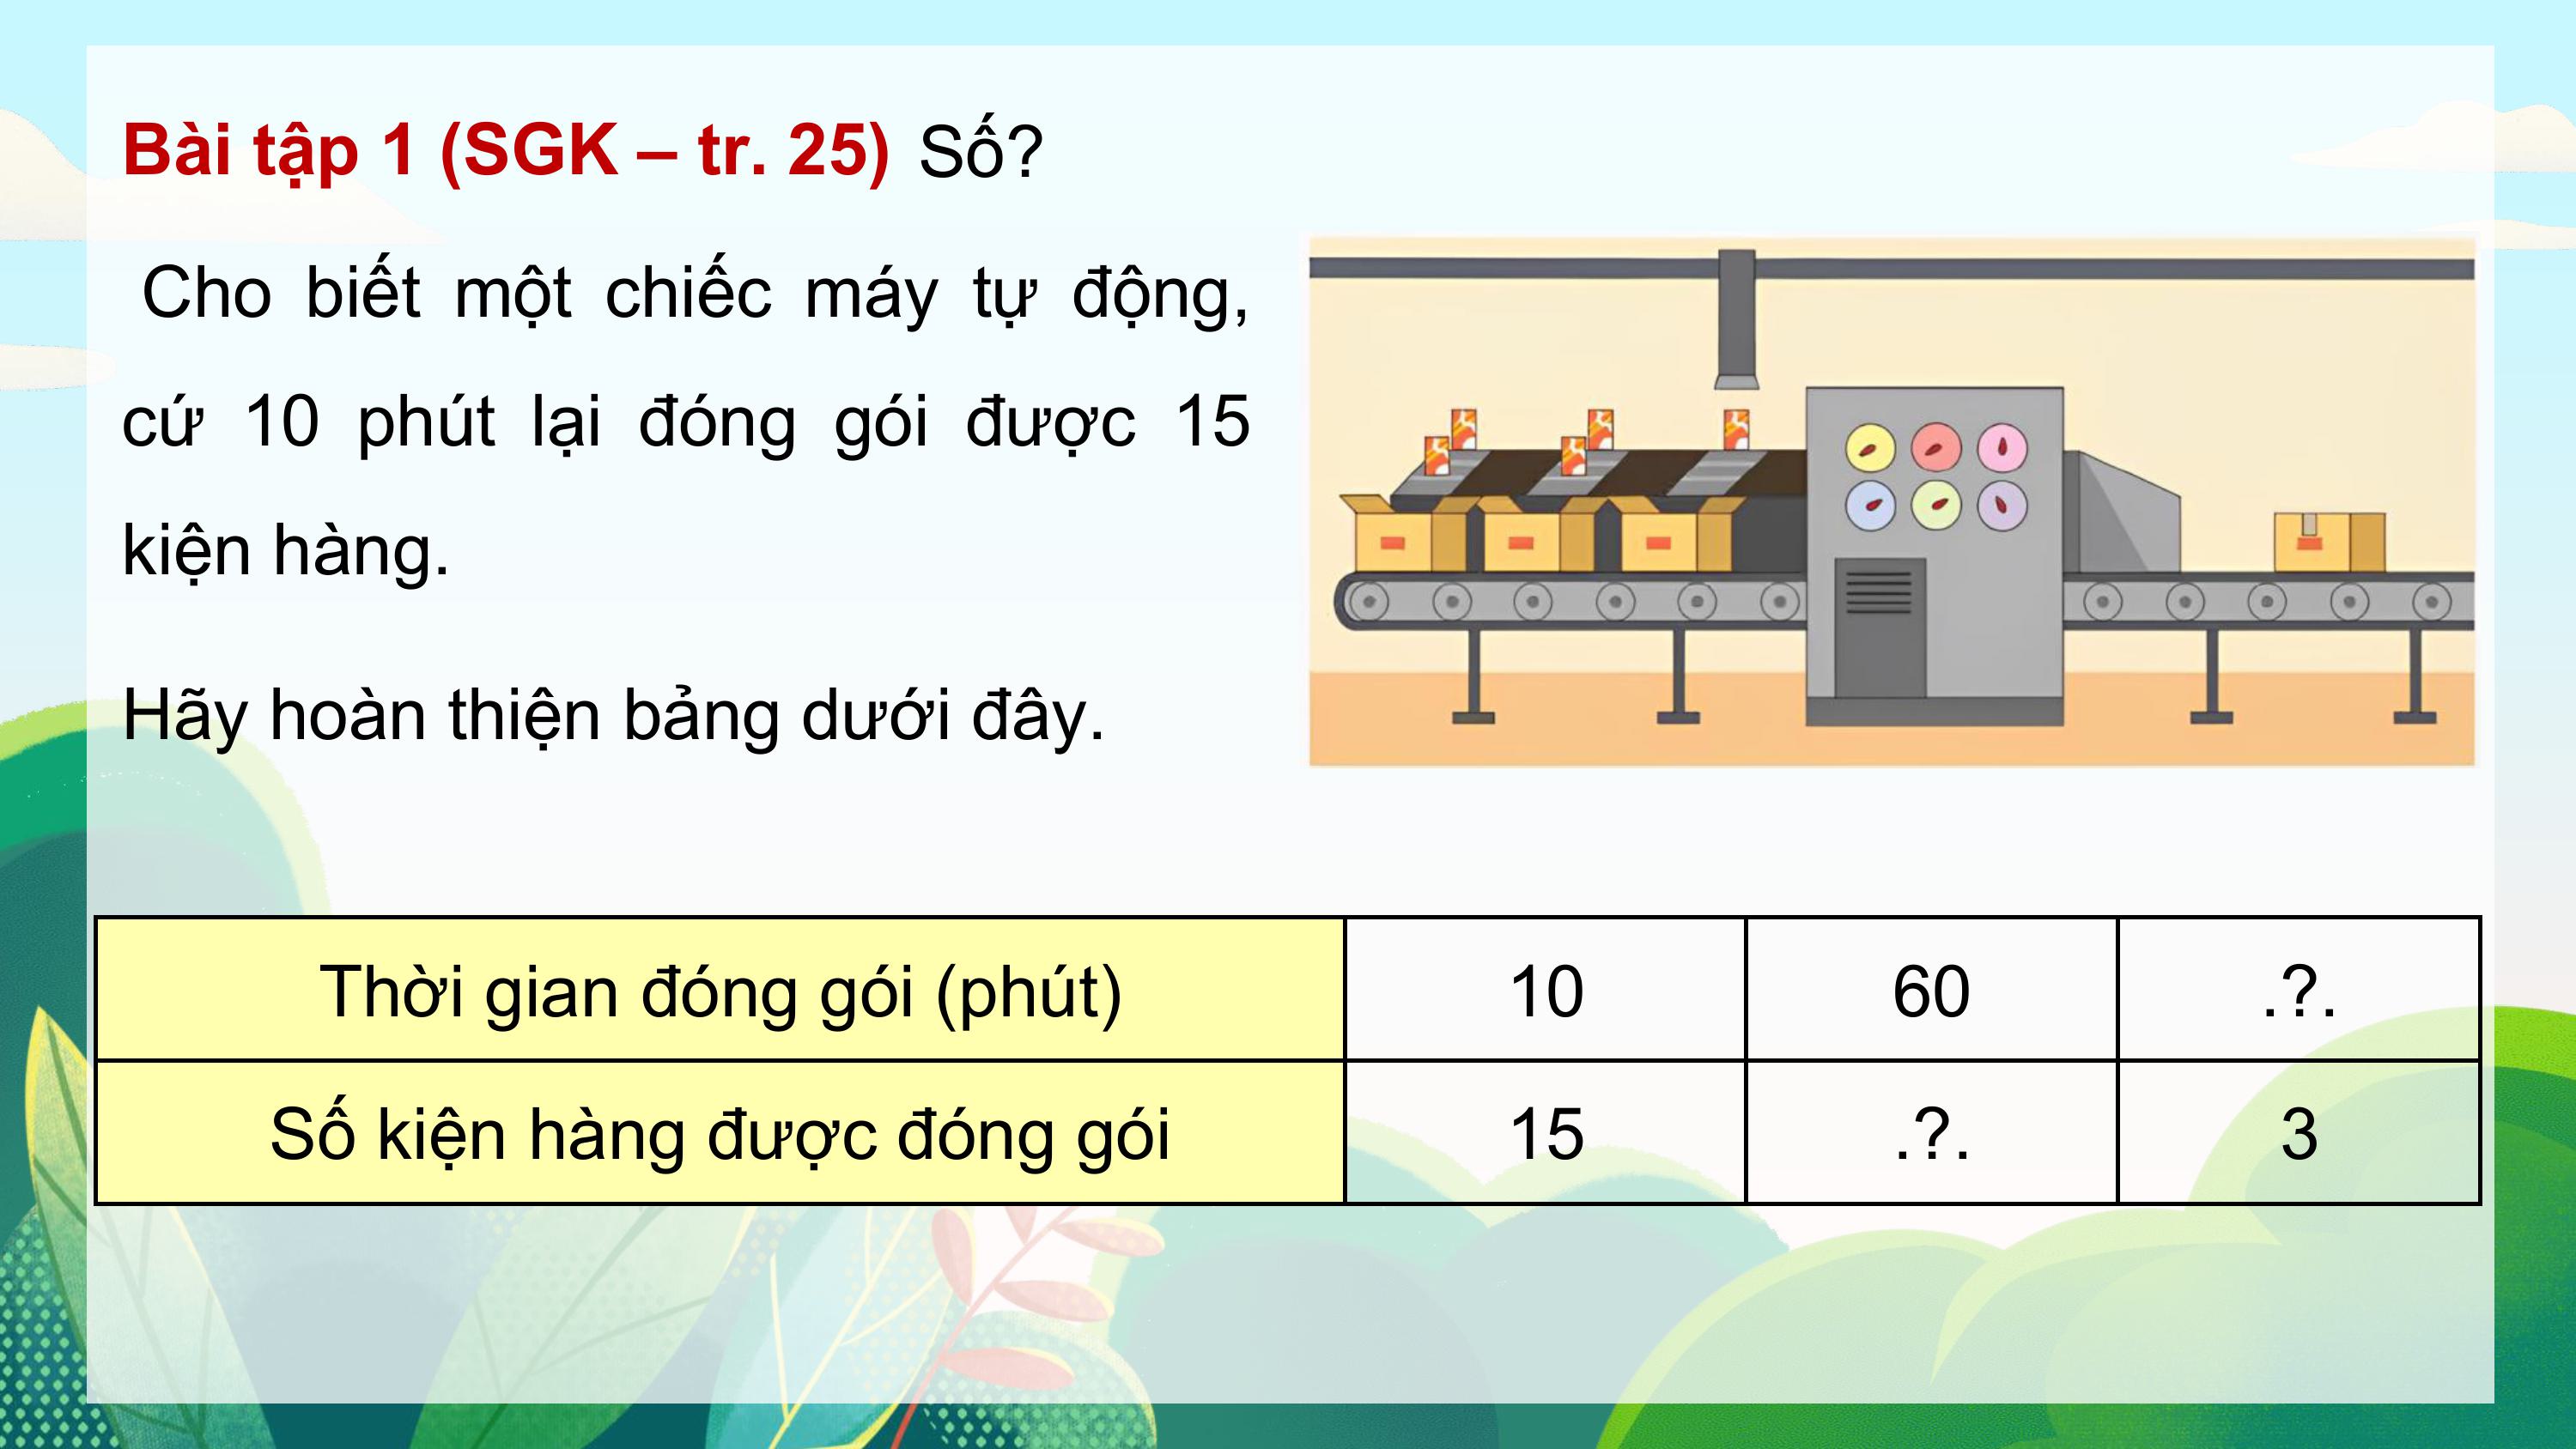 Bài tập 1 (SGK – tr. 25) Số?
Cho biết một chiếc máy tự động,
cứ 10 phút lại đóng gói được 15
kiện hàng.
Hãy hoàn thiện bảng dưới đây.
Thời gian đóng gói (phút) 10 60 .?.
Số kiện hàng được đóng gói 15 .?. 3